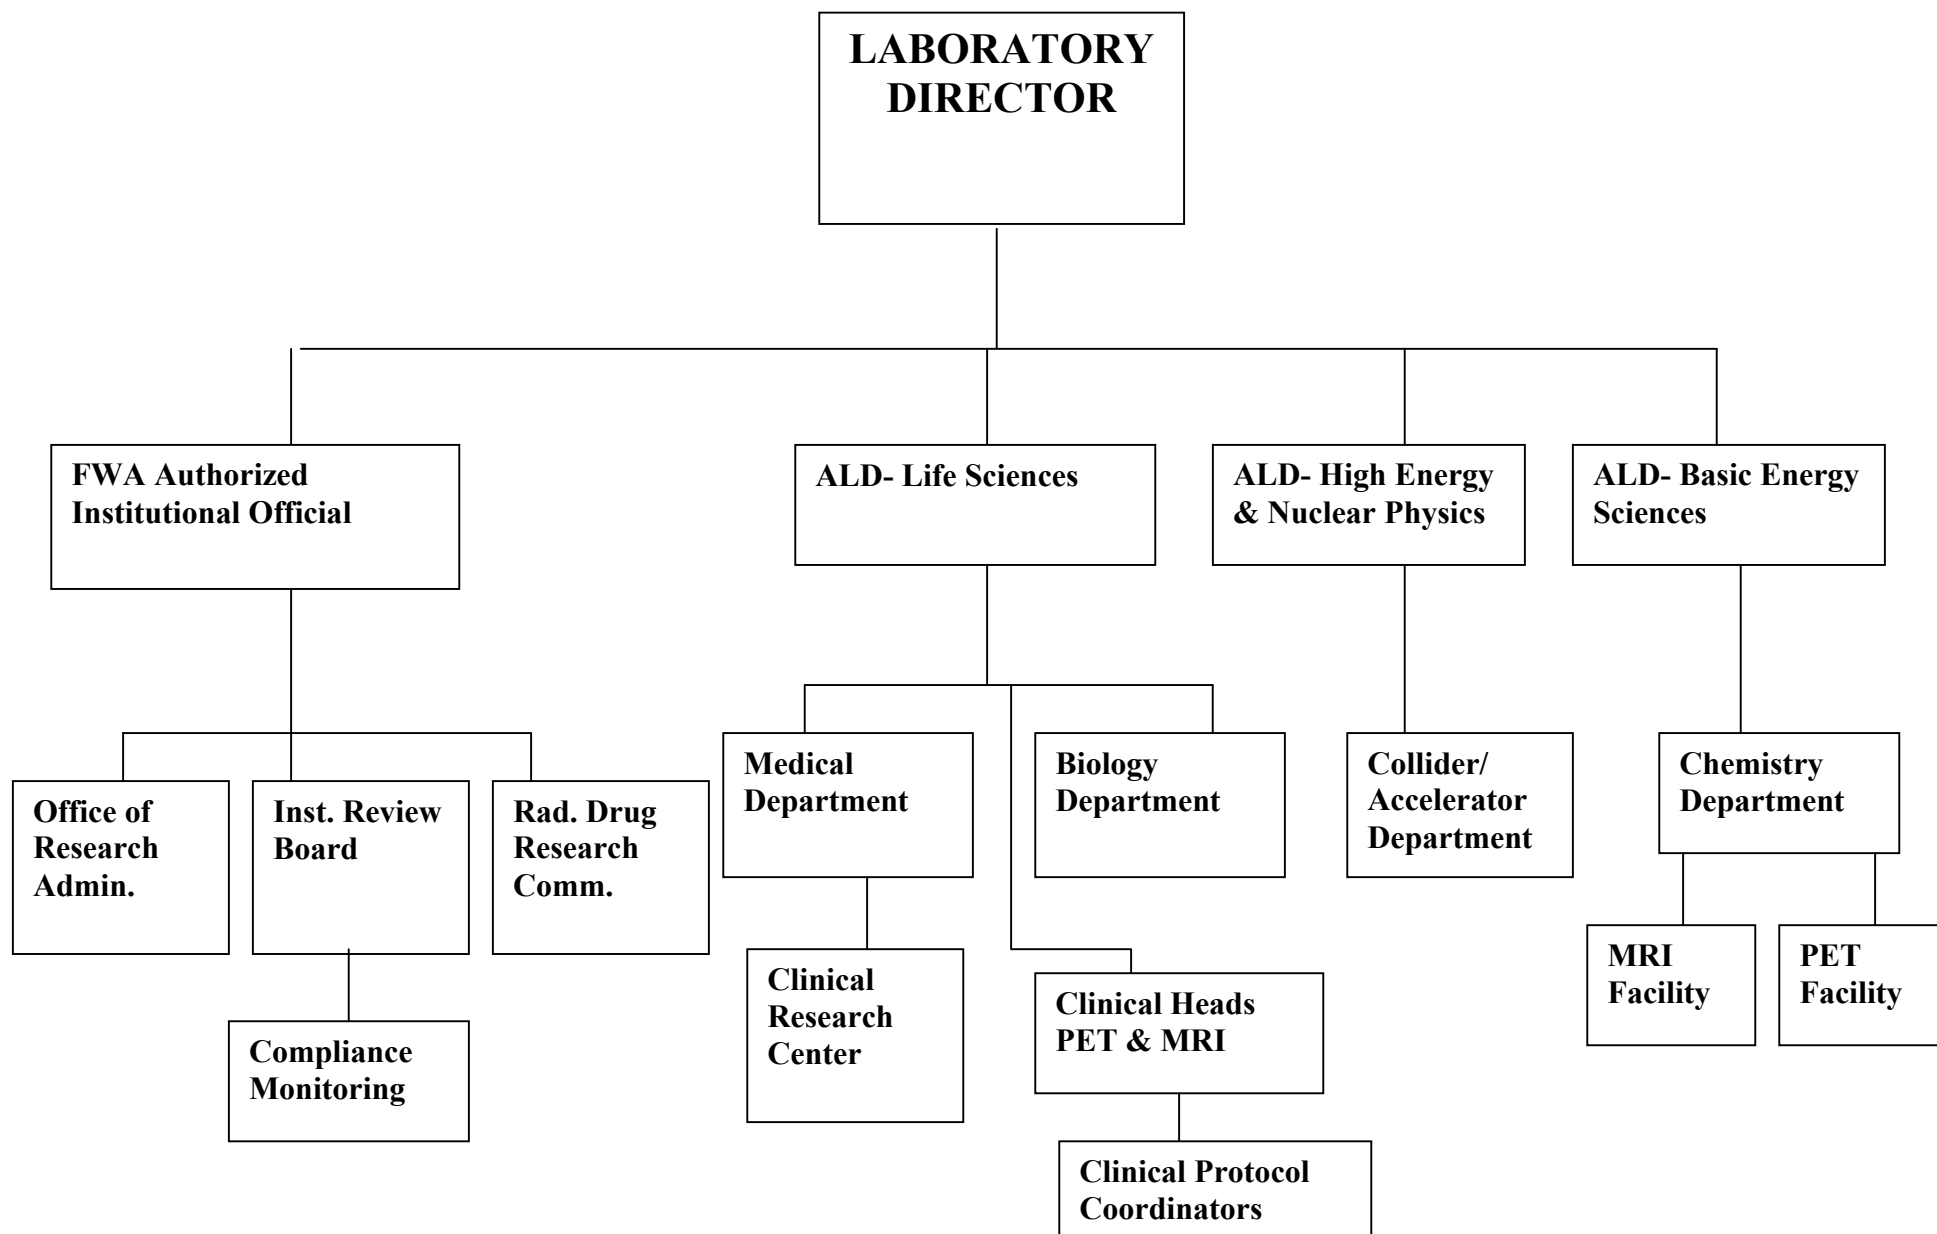 LABORATORY
DIRECTOR
FWA Authorized
Institutional Official
ALD- Life Sciences
ALD- High Energy
& Nuclear Physics
ALD- Basic Energy
Sciences
Office of
Research
Admin.
Inst. Review
Board
Rad. Drug
Research
Comm.
Compliance
Monitoring
Medical
Department
Biology
Department
Collider/
Accelerator
Department
Chemistry
Department
Clinical
Research
Center
Clinical Heads
PET & MRI
MRI
Facility
PET
Facility
Clinical Protocol
Coordinators